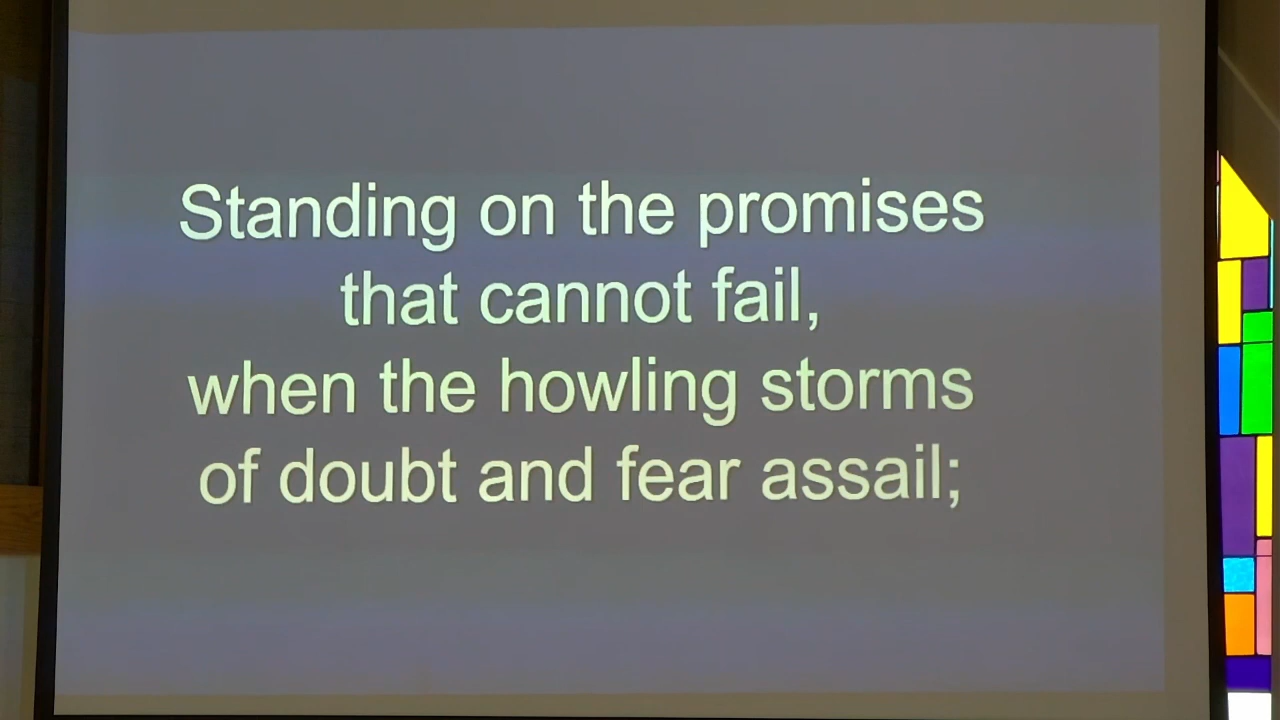 Standing on the promises
that cannot fail,
when the howling storms
of doubt and fear assail;